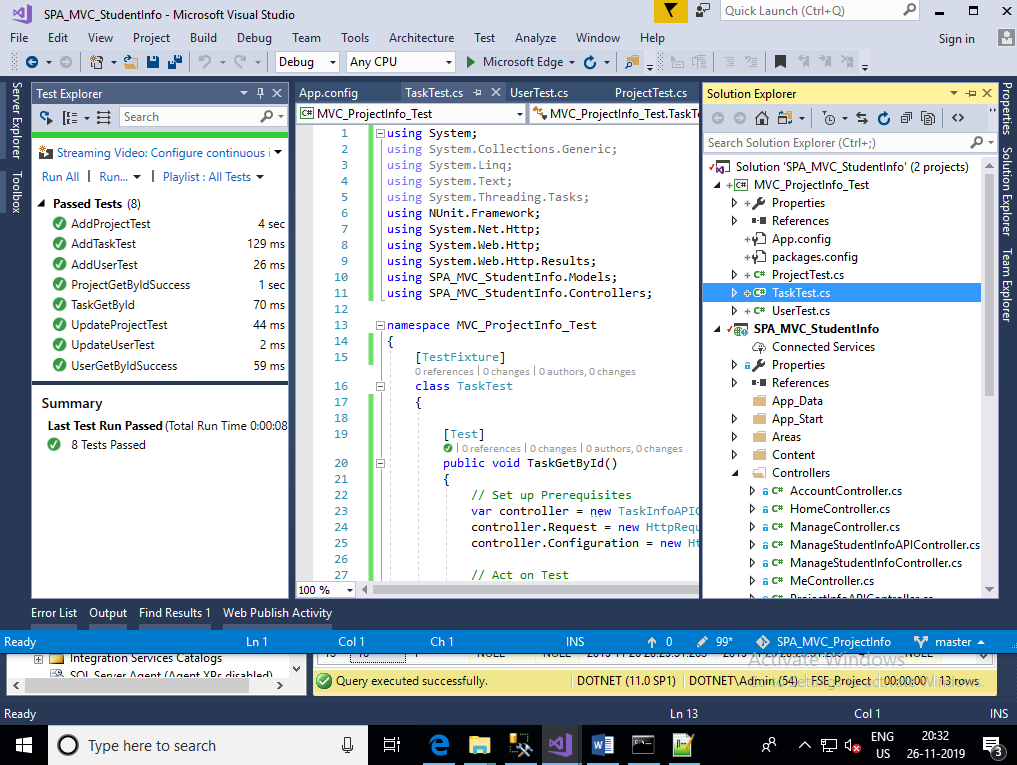 SPA_MVC_StudentInfo - Microsoft Visual Studio
Quick Launch (Ctrl+Q)
File Edit View Project Build Debug Team Tools Architecture Test Analyze Window Help
Sign in
Debug Any CPU Microsoft Edge
Server Explorer
Toolbox
Test Explorer
Search
Streaming Video: Configure continuous i
Run All | Run... | Playlist : All Tests
Passed Tests (8)
AddProjectTest 4 sec
AddTaskTest 129 ms
AddUserTest 26 ms
ProjectGetByIdSuccess 1 sec
TaskGetById 70 ms
UpdateProjectTest 44 ms
UpdateUserTest 2 ms
UserGetByIdSuccess 59 ms
Summary
Last Test Run Passed (Total Run Time 0:00:08
8 Tests Passed
App.config TaskTest.cs UserTest.cs ProjectTest.cs
MVC_ProjectInfo_Test MVC_ProjectInfo_Test.TaskTe
1 using System;
2 using System.Collections.Generic;
3 using System.Linq;
4 using System.Text;
5 using System.Threading.Tasks;
6 using NUnit.Framework;
7 using System.Net.Http;
8 using System.Web.Http;
9 using System.Web.Http.Results;
10 using SPA_MVC_StudentInfo.Models;
11 using SPA_MVC_StudentInfo.Controllers;
12
13 namespace MVC_ProjectInfo_Test
14 {
15 [TestFixture]
0 references | 0 changes | 0 authors, 0 changes
16 class TaskTest
17 {
18
19 [Test]
| 0 references | 0 changes | 0 authors, 0 changes
20 public void TaskGetById()
21 {
22 // Set up Prerequisites
23 var controller = new TaskInfoAPIC
24 controller.Request = new HttpRequ
25 controller.Configuration = new Ht
26
27 // Act on Test
100 %
Solution Explorer
Search Solution Explorer (Ctrl+;)
Solution 'SPA_MVC_StudentInfo' (2 projects)
MVC_ProjectInfo_Test
Properties
References
App.config
packages.config
ProjectTest.cs
TaskTest.cs
UserTest.cs
SPA_MVC_StudentInfo
Connected Services
Properties
References
App_Data
App_Start
Areas
Content
Controllers
AccountController.cs
HomeController.cs
ManageController.cs
ManageStudentInfoAPIController.cs
ManageStudentInfoController.cs
MeController.cs
ProjectInfoAPIController.cs
Properties
Solution Explorer
Team Explorer
Error List Output Find Results 1 Web Publish Activity
Ready Ln 1 Col 1 Ch 1 INS 0 99* SPA_MVC_ProjectInfo master
Integration Services Catalogs
SQL Server Agent (Agent XPs disabled)
Activate Windows
Query executed successfully. DOTNET (11.0 SP1) DOTNET\Admin (54) FSE_Project 00:00:00 13 rows
Ready Ln 13 Col 1 INS
Type here to search
ENG
US
20:32
26-11-2019
3